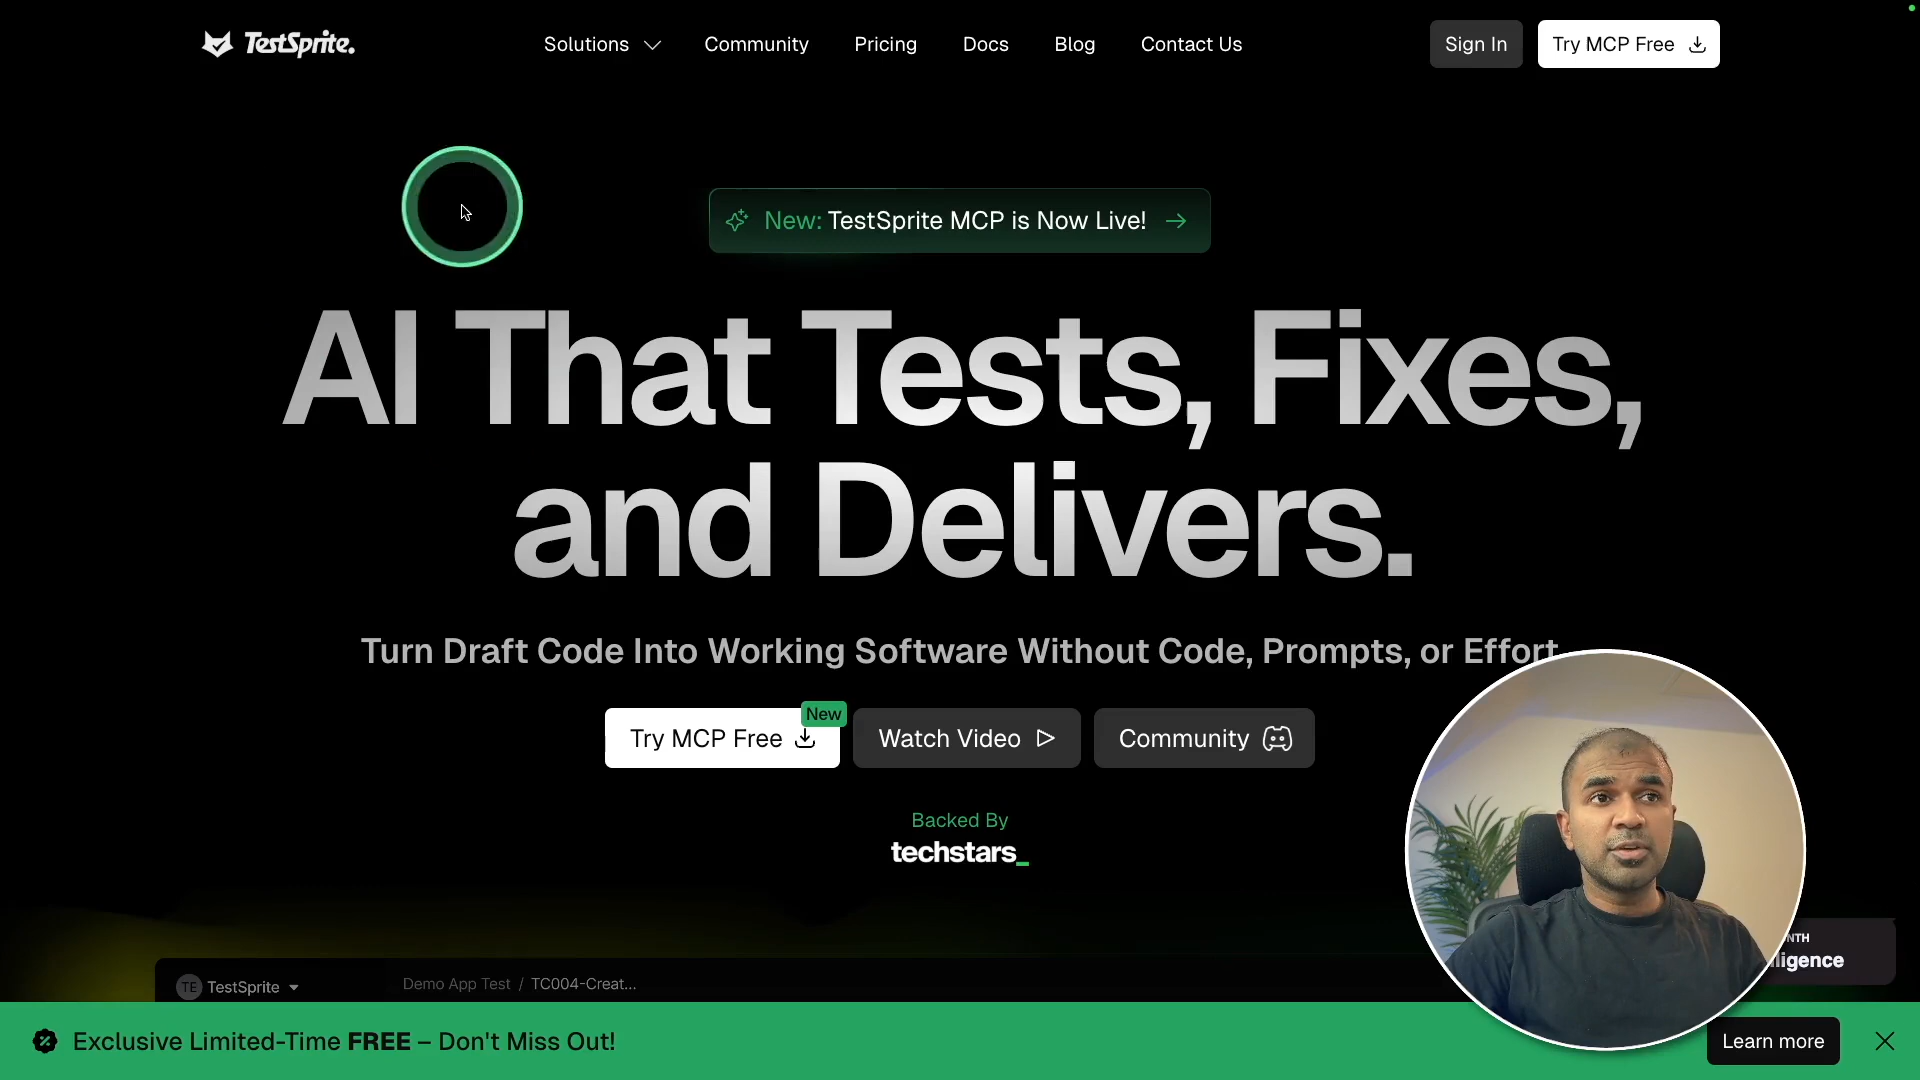 TestSprite.
Solutions
Community
Pricing
Docs
Blog
Contact Us
Sign In
Try MCP Free
New: TestSprite MCP is Now Live!
AI That Tests, Fixes,
and Delivers.
Turn Draft Code Into Working Software Without Code, Prompts, or Effort
New
Try MCP Free
Watch Video
Community
Backed By
techstars_
TE TestSprite
Demo App Test / TC004-Creat...
Exclusive Limited-Time FREE – Don't Miss Out!
Learn more